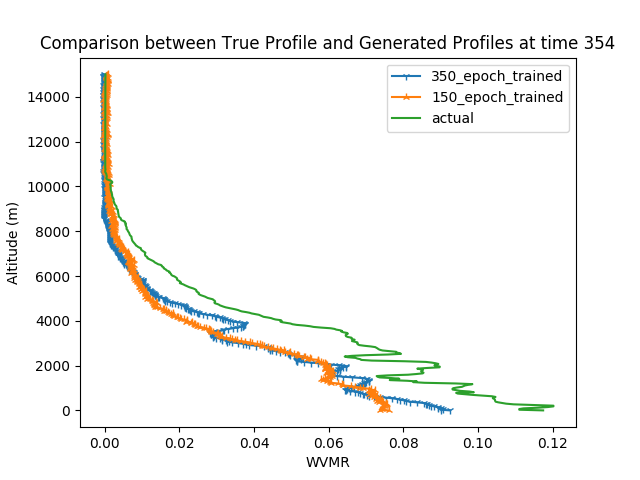 Comparison between True Profile and Generated Profiles at time 354
350_epoch_trained
150_epoch_trained
actual
14000
12000
10000
8000
6000
4000
2000
0
Altitude (m)
0.00 0.02 0.04 0.06 0.08 0.10 0.12
WVMR